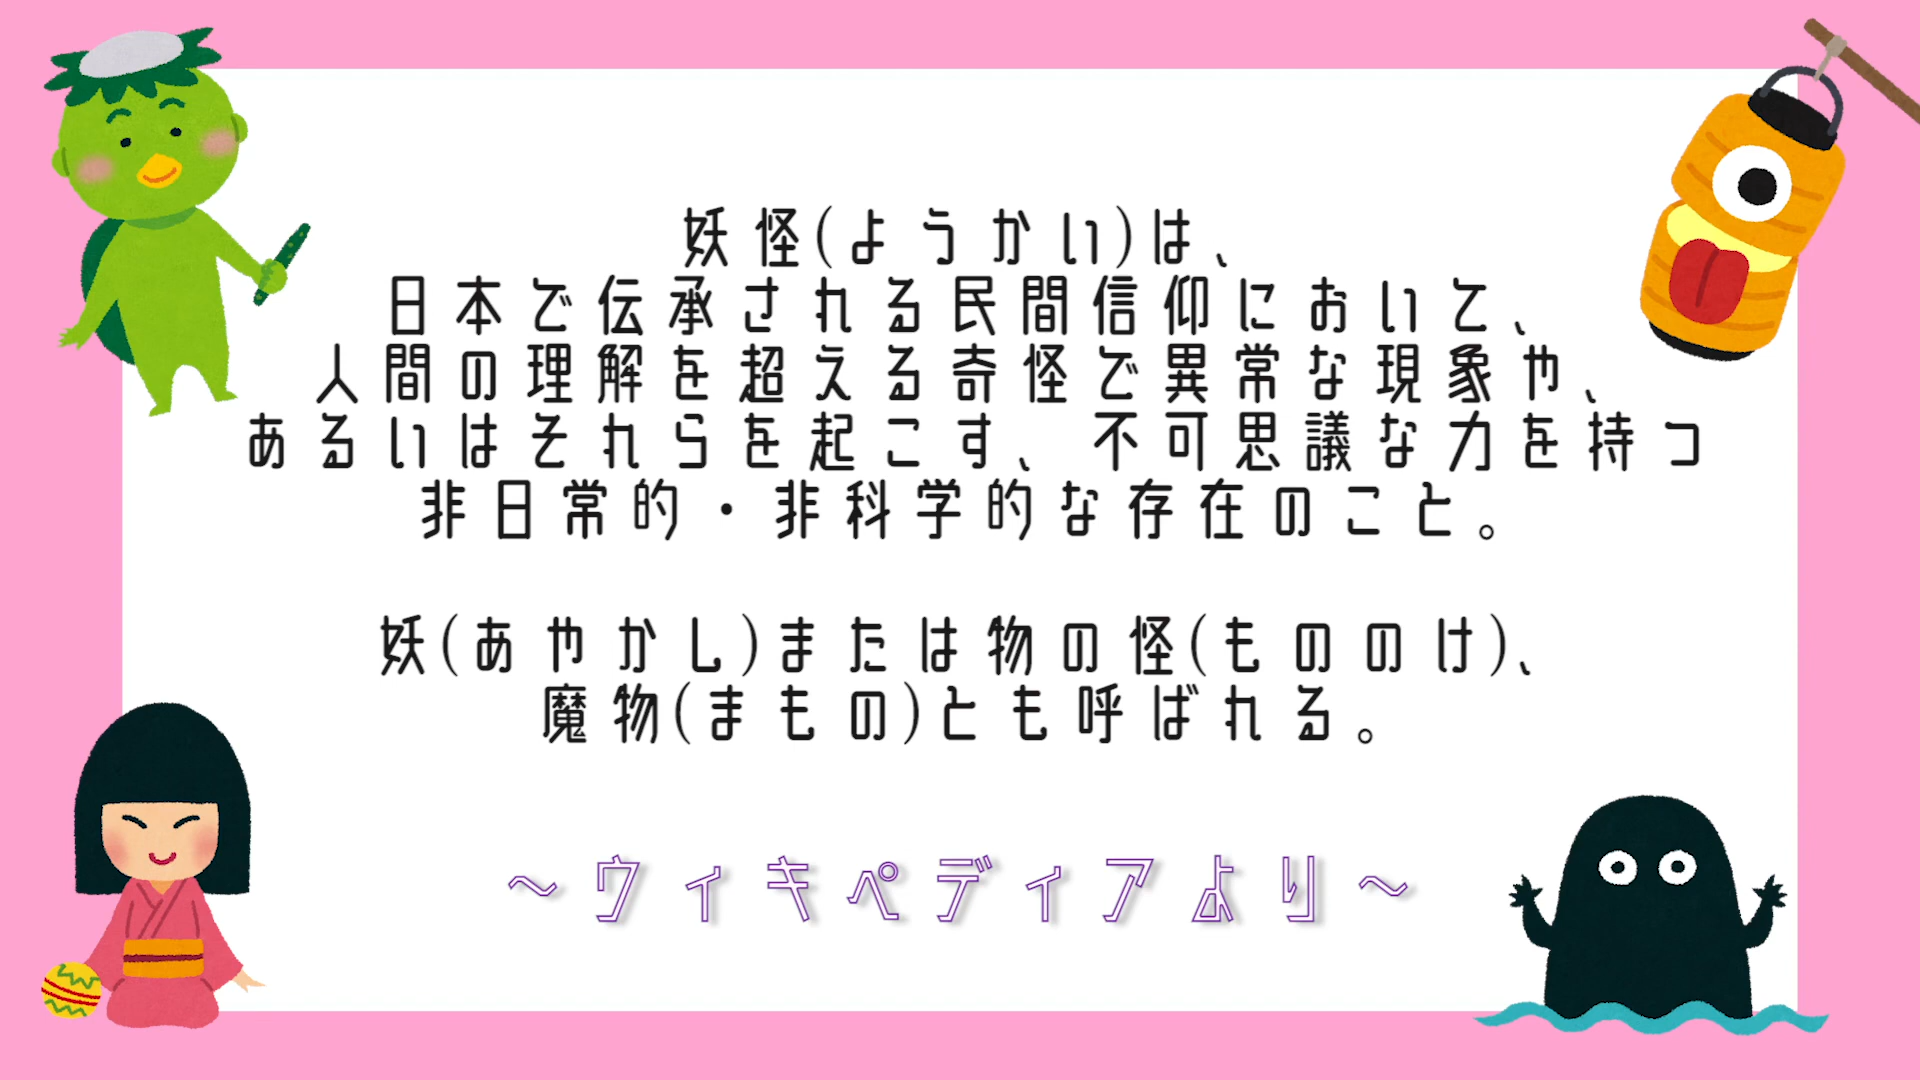 妖怪(ようかい)は、
日本で伝承される民間信仰において、
人間の理解を超える奇怪で異常な現象や、
あるいはそれらを起こす、不可思議な力を持つ
非日常的・非科学的な存在のこと。
妖(あやかし)または物の怪(もののけ)、
魔物(まもの)とも呼ばれる。
～ウィキペディアより～